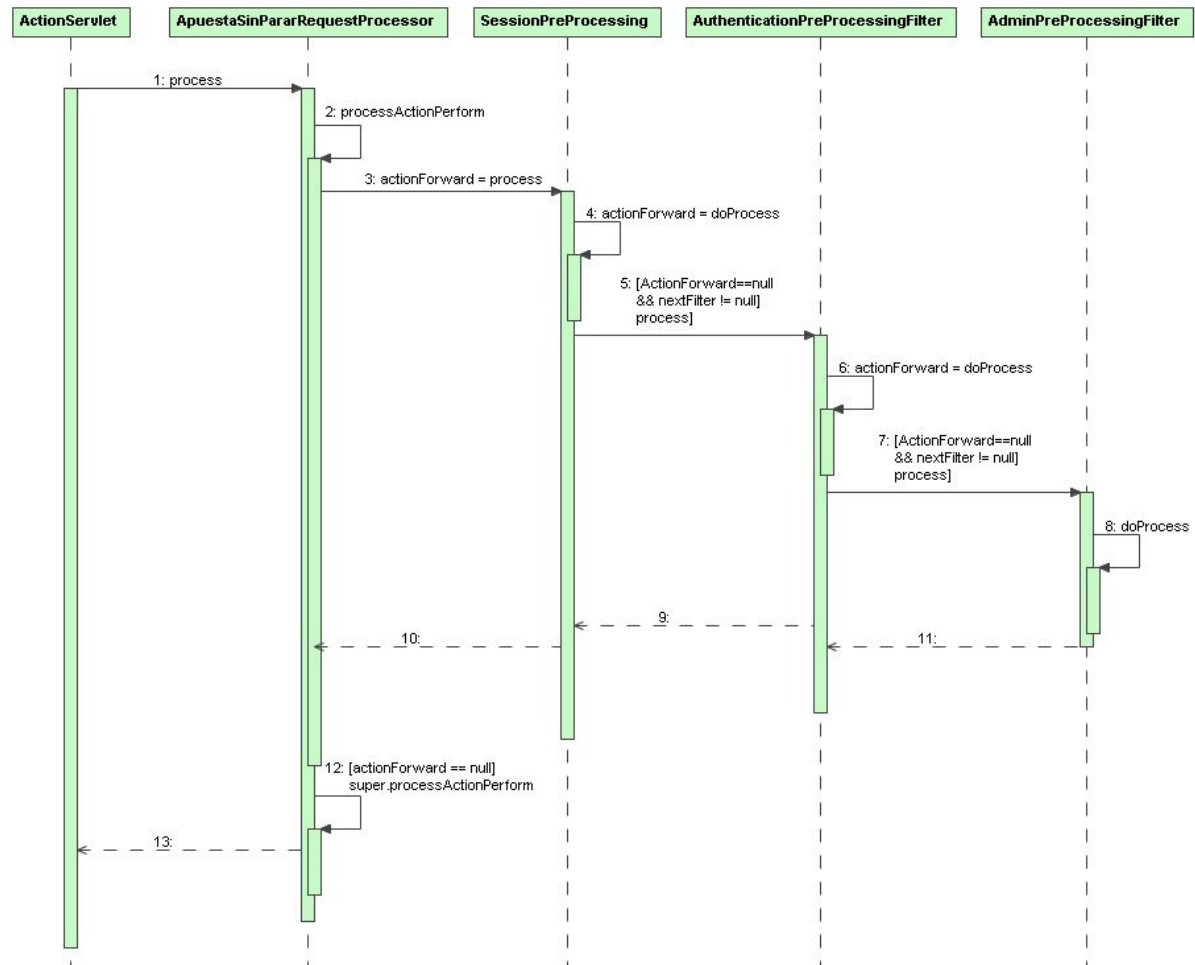 ActionServlet
ApuestaSinPararRequestProcessor
SessionPreProcessing
AuthenticationPreProcessingFilter
AdminPreProcessingFilter
1: process
2: processActionPerform
3: actionForward = process
4: actionForward = doProcess
5: [ActionForward==null
&& nextFilter != null]
process]
6: actionForward = doProcess
7: [ActionForward==null
&& nextFilter != null]
process]
8: doProcess
9:
10:
11:
12: [actionForward == null]
super.processActionPerform
13: